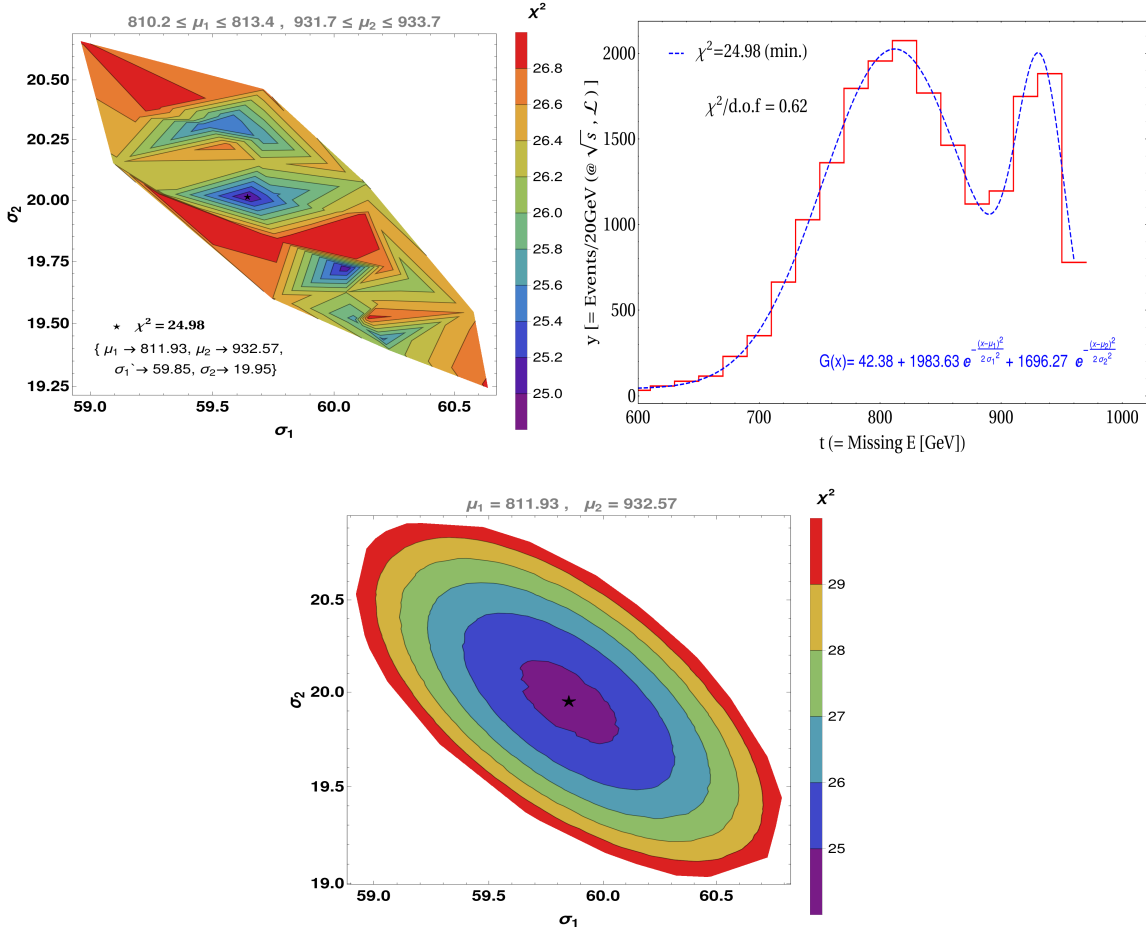 810.2 ≤ μ₁ ≤ 813.4 , 931.7 ≤ μ₂ ≤ 933.7
χ²
26.8
26.6
26.4
26.2
26.0
25.8
25.6
25.4
25.2
25.0
20.50
20.25
20.00
19.75
19.50
19.25
σ₂
★ χ² = 24.98
{ μ₁ → 811.93, μ₂ → 932.57,
σ₁` → 59.85, σ₂ → 19.95}
59.0 59.5 60.0 60.5
σ₁
y [= Events/20GeV (@ √s , ℒ ) ]
2000
1500
1000
500
0
χ²=24.98 (min.)
χ²/d.o.f = 0.62
G(x)= 42.38 + 1983.63 e^{-(x-μ₁)²/(2 σ₁²)} + 1696.27 e^{-(x-μ₂)²/(2 σ₂²)}
600 700 800 900 1000
t (= Missing E [GeV])
μ₁ = 811.93 , μ₂ = 932.57
χ²
29
28
27
26
25
20.5
20.0
19.5
19.0
σ₂
★
59.0 59.5 60.0 60.5
σ₁